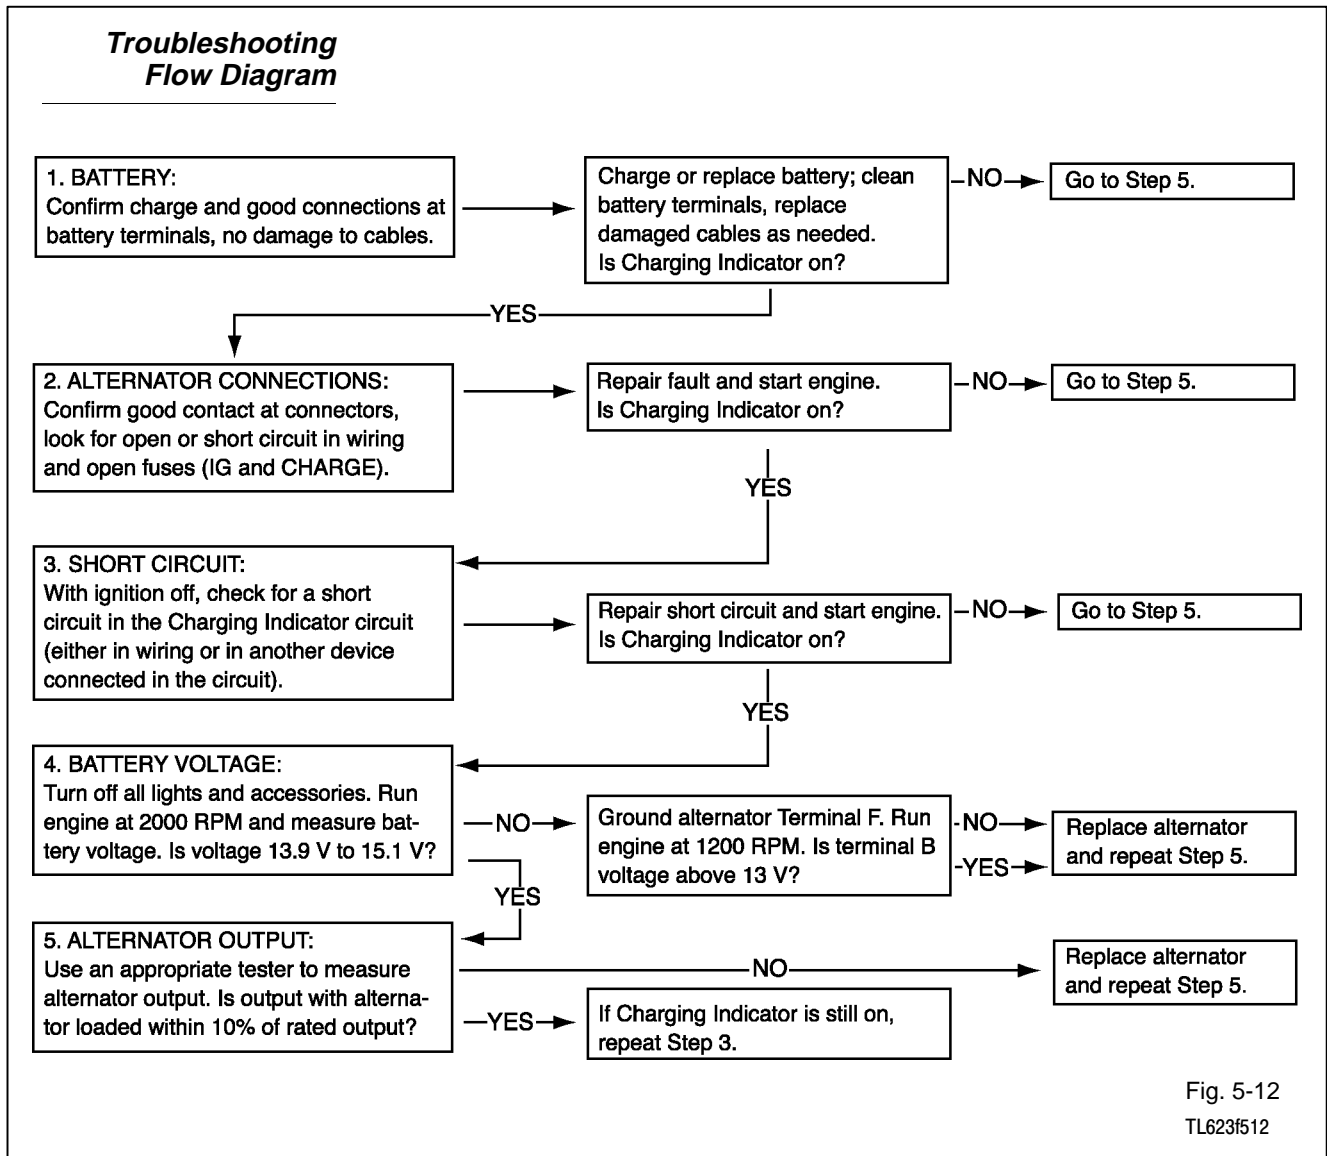 Troubleshooting
Flow Diagram
1. BATTERY:
Confirm charge and good connections at
battery terminals, no damage to cables.
Charge or replace battery; clean
battery terminals, replace
damaged cables as needed.
Is Charging Indicator on?
NO
Go to Step 5.
YES
2. ALTERNATOR CONNECTIONS:
Confirm good contact at connectors,
look for open or short circuit in wiring
and open fuses (IG and CHARGE).
Repair fault and start engine.
Is Charging Indicator on?
NO
Go to Step 5.
YES
3. SHORT CIRCUIT:
With ignition off, check for a short
circuit in the Charging Indicator circuit
(either in wiring or in another device
connected in the circuit).
Repair short circuit and start engine.
Is Charging Indicator on?
NO
Go to Step 5.
YES
4. BATTERY VOLTAGE:
Turn off all lights and accessories. Run
engine at 2000 RPM and measure bat-
tery voltage. Is voltage 13.9 V to 15.1 V?
NO
Ground alternator Terminal F. Run
engine at 1200 RPM. Is terminal B
voltage above 13 V?
NO
YES
Replace alternator
and repeat Step 5.
YES
5. ALTERNATOR OUTPUT:
Use an appropriate tester to measure
alternator output. Is output with alterna-
tor loaded within 10% of rated output?
NO
Replace alternator
and repeat Step 5.
YES
If Charging Indicator is still on,
repeat Step 3.
Fig. 5-12
TL623f512